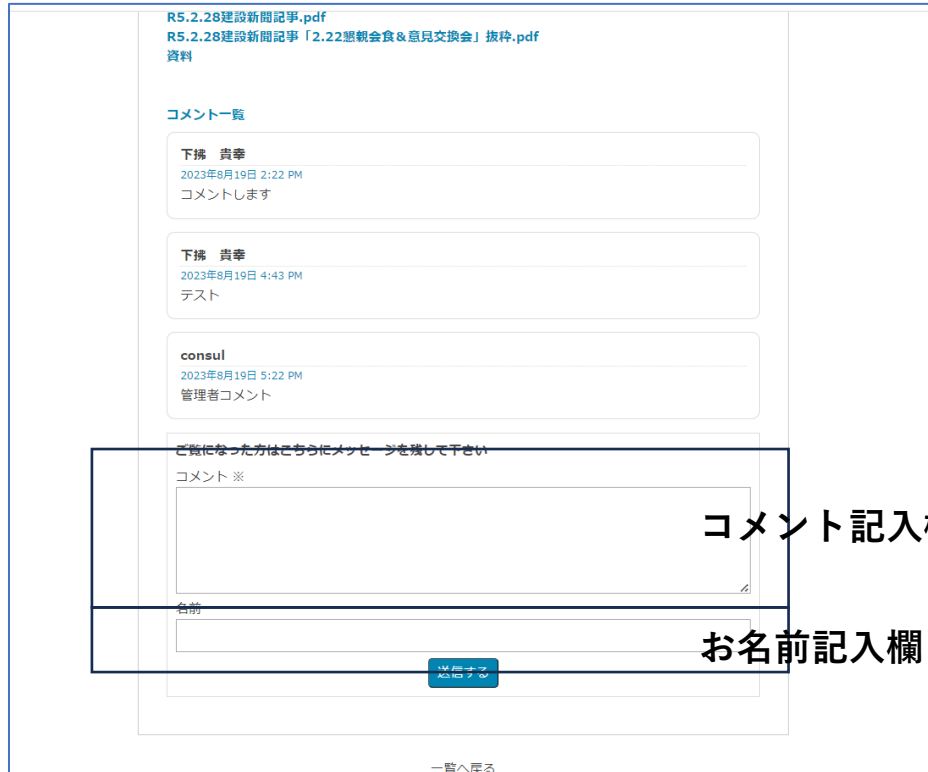 R5.2.28建設新聞記事.pdf
R5.2.28建設新聞記事「2.22懇親会食&意見交換会」抜粋.pdf
資料
コメント一覧
下拂　貴幸
2023年8月19日 2:22 PM
コメントします
下拂　貴幸
2023年8月19日 4:43 PM
テスト
consul
2023年8月19日 5:22 PM
管理者コメント
ご覧になった方はこちらにメッセージを残して下さい
コメント ※
コメント記入
名前
お名前記入欄
送信する
一覧へ戻る